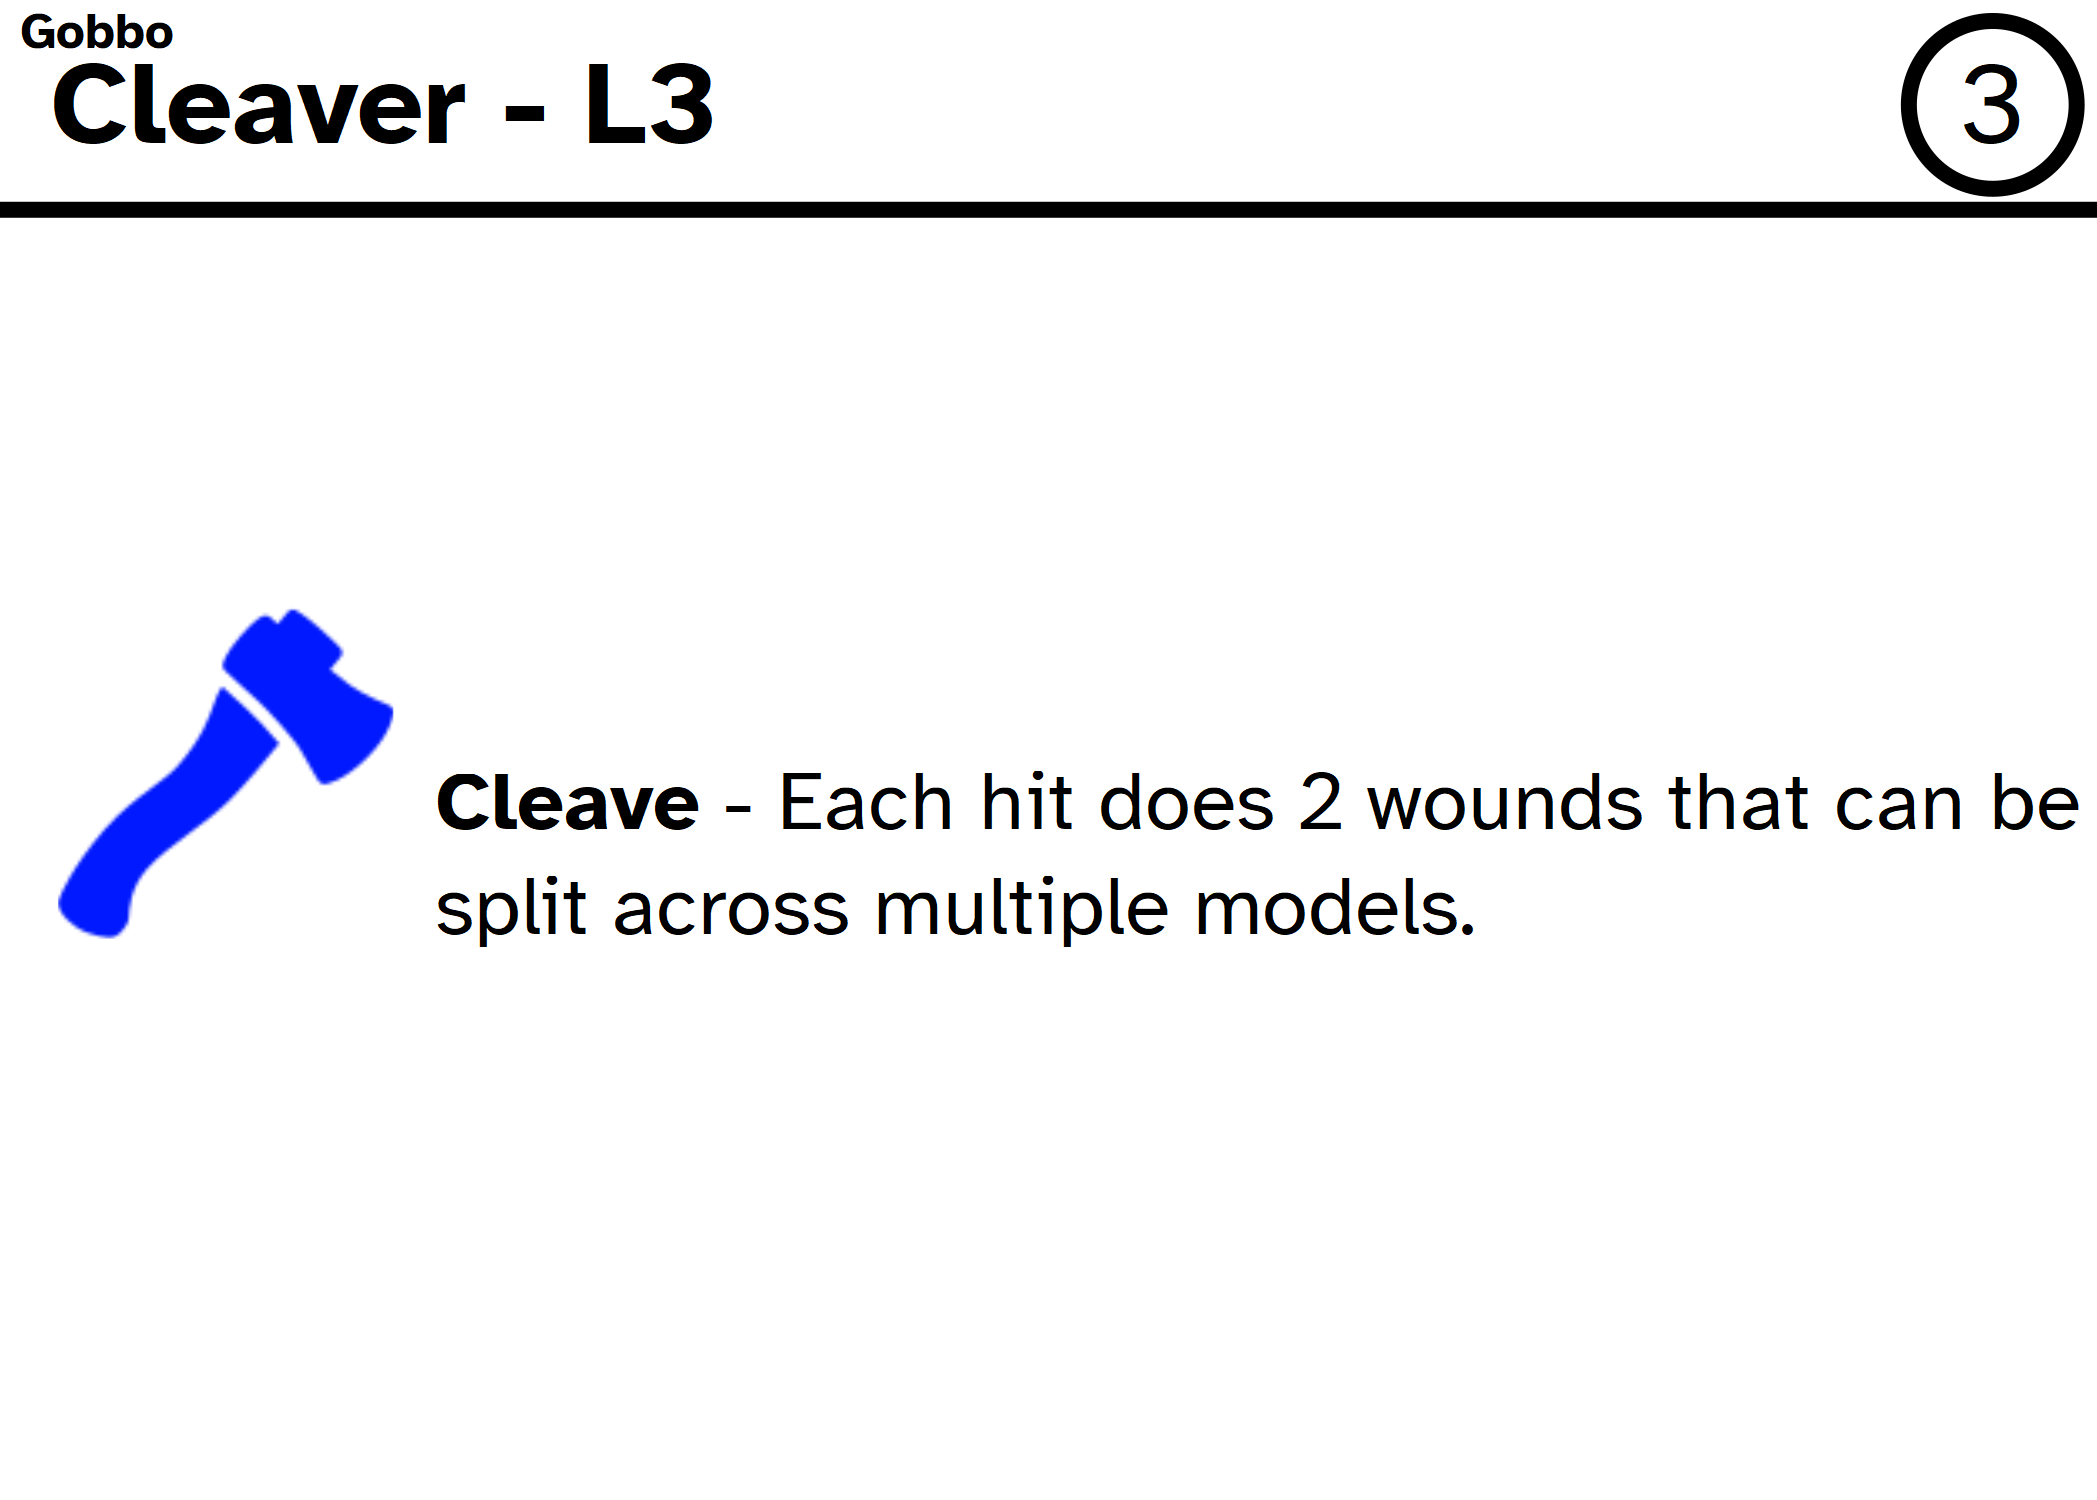 Gobbo
Cleaver - L3
3
Cleave - Each hit does 2 wounds that can be
split across multiple models.